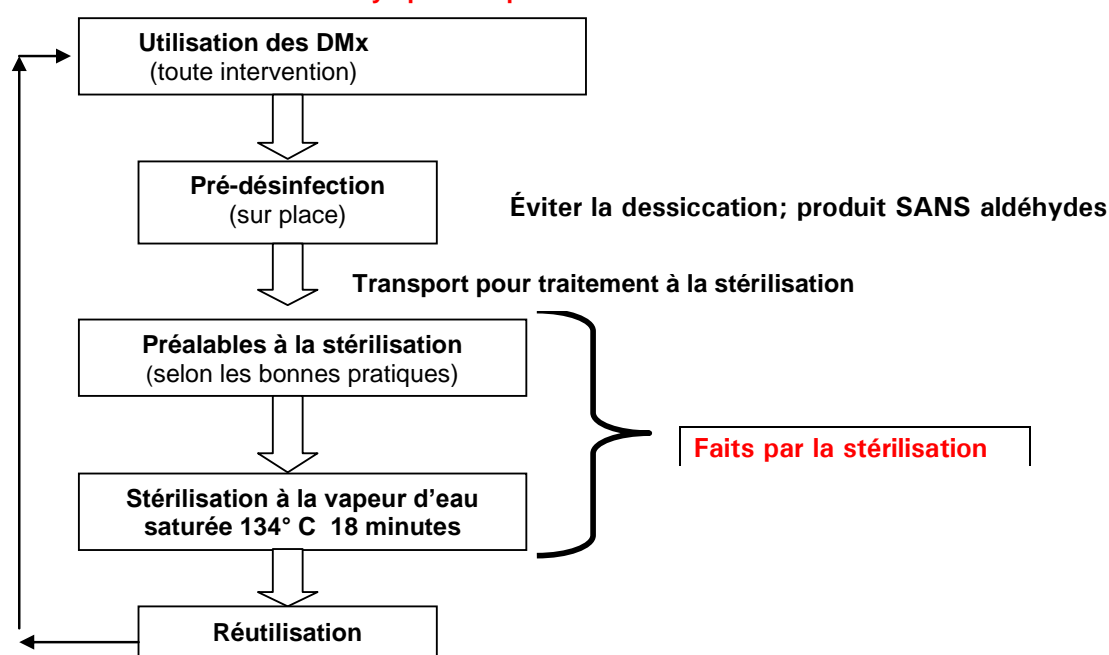 Utilisation des DMx
(toute intervention)
Pré-désinfection
(sur place)
Éviter la dessiccation; produit SANS aldéhydes
Transport pour traitement à la stérilisation
Préalables à la stérilisation
(selon les bonnes pratiques)
Faits par la stérilisation
Stérilisation à la vapeur d’eau
saturée 134° C  18 minutes
Réutilisation